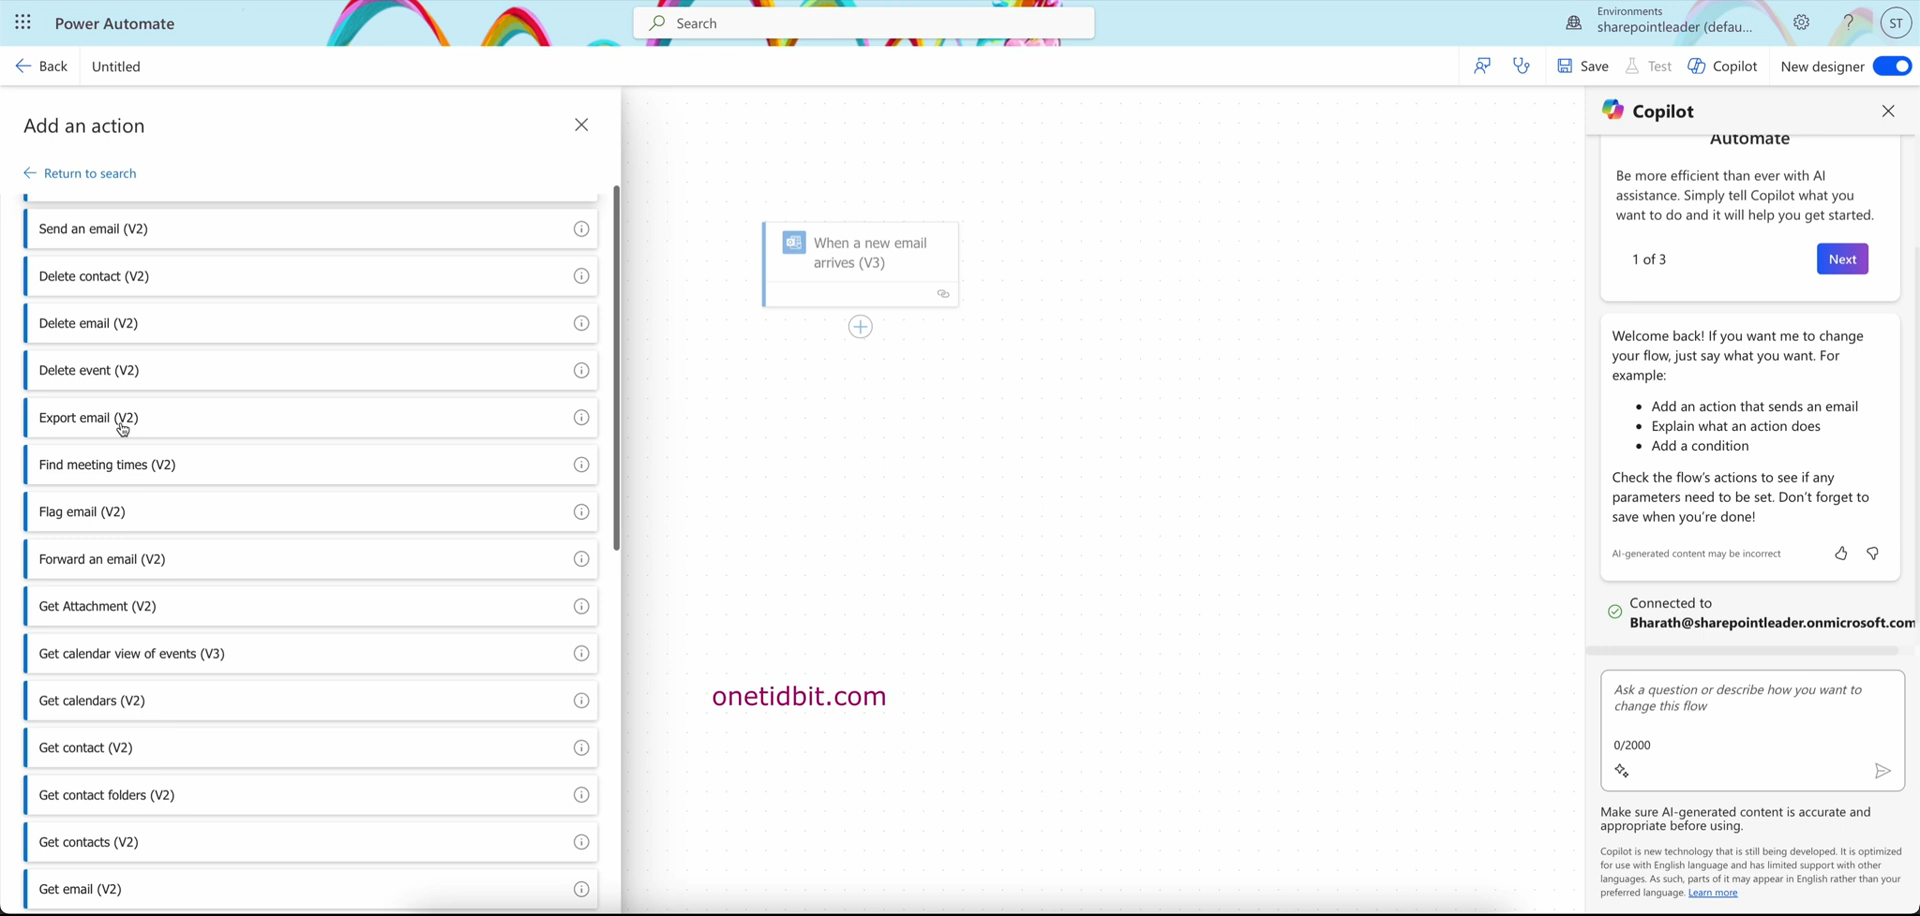 Power Automate
Search
Environments
sharepointleader (defau...
?
ST
Back
Untitled
Save
Test
Copilot
New designer
Add an action
Return to search
Send an email (V2)
Delete contact (V2)
Delete email (V2)
Delete event (V2)
Export email (V2)
Find meeting times (V2)
Flag email (V2)
Forward an email (V2)
Get Attachment (V2)
Get calendar view of events (V3)
Get calendars (V2)
Get contact (V2)
Get contact folders (V2)
Get contacts (V2)
Get email (V2)
When a new email
arrives (V3)
onetidbit.com
Copilot
Automate
Be more efficient than ever with AI
assistance. Simply tell Copilot what you
want to do and it will help you get started.
1 of 3
Next
Welcome back! If you want me to change
your flow, just say what you want. For
example:
• Add an action that sends an email
• Explain what an action does
• Add a condition
Check the flow's actions to see if any
parameters need to be set. Don't forget to
save when you're done!
AI-generated content may be incorrect
Connected to
Bharath@sharepointleader.onmicrosoft.com
Ask a question or describe how you want to
change this flow
0/2000
Make sure AI-generated content is accurate and
appropriate before using.
Copilot is new technology that is still being developed. It is optimized
for use with English language and has limited support with other
languages. As such, parts of it may appear in English rather than your
preferred language. Learn more